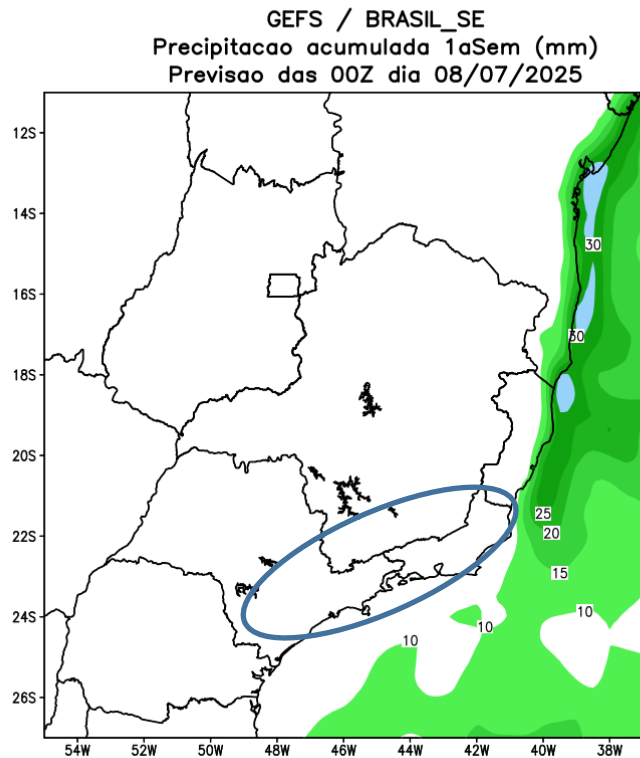 GEFS / BRASIL_SE
Precipitacao acumulada 1aSem (mm)
Previsao das 00Z dia 08/07/2025
12S
14S
30
16S
30
18S
20S
25
22S
20
15
24S
10
10
10
26S
54W 52W 50W 48W 46W 44W 42W 40W 38W